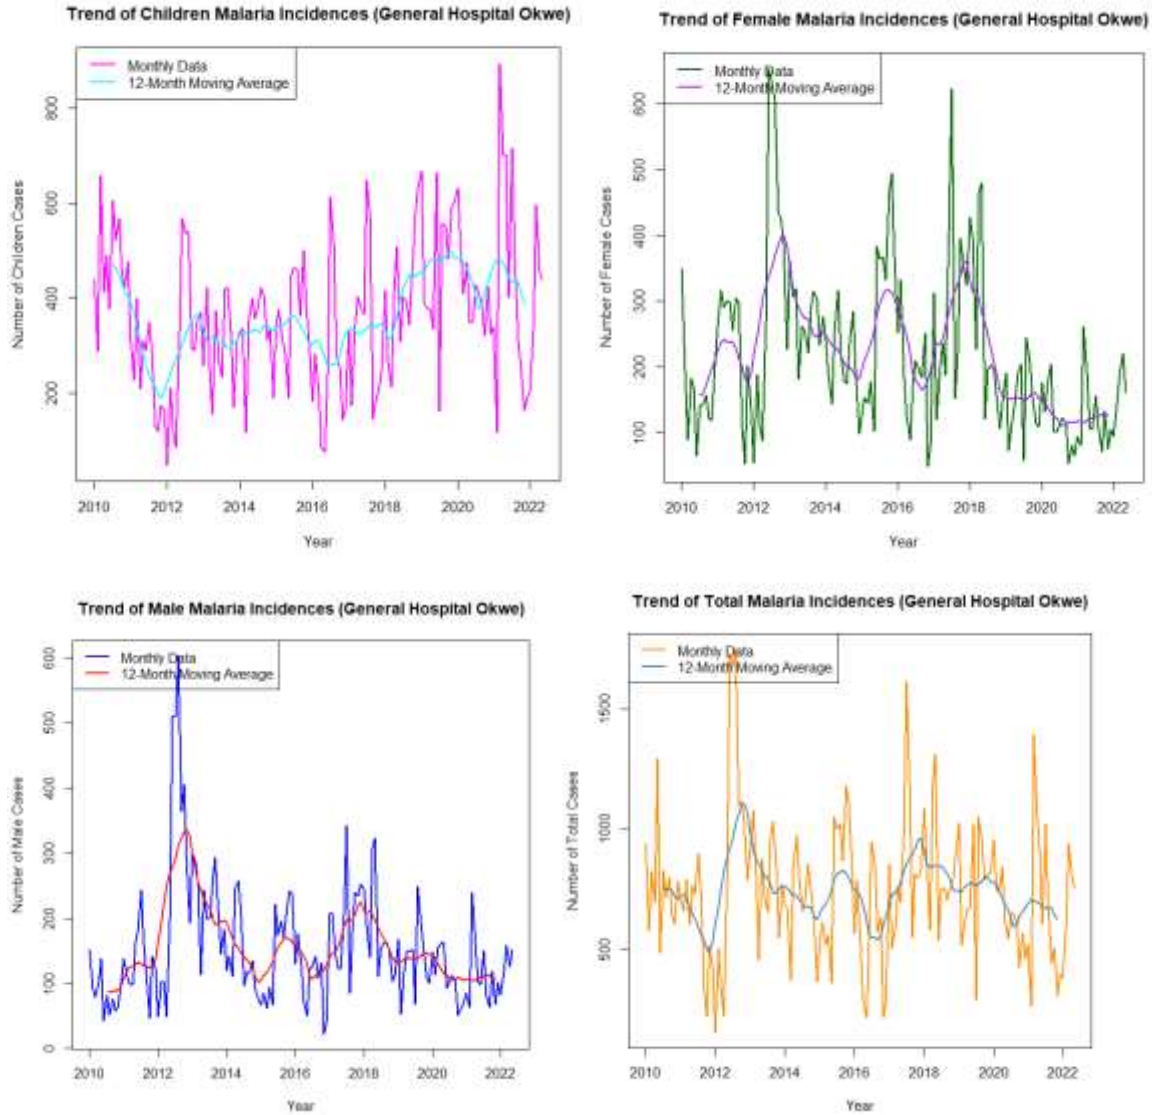 Trend of Children Malaria Incidences (General Hospital Okwe)
Monthly Data
12-Month Moving Average
Number of Children Cases
800
600
400
200
2010 2012 2014 2016 2018 2020 2022
Year
Trend of Female Malaria Incidences (General Hospital Okwe)
Monthly Data
12-Month Moving Average
Number of Female Cases
600
500
400
300
200
100
2010 2012 2014 2016 2018 2020 2022
Year
Trend of Male Malaria Incidences (General Hospital Okwe)
Monthly Data
12-Month Moving Average
Number of Male Cases
600
500
400
300
200
100
0
2010 2012 2014 2016 2018 2020 2022
Year
Trend of Total Malaria Incidences (General Hospital Okwe)
Monthly Data
12-Month Moving Average
Number of Total Cases
1500
1000
500
2010 2012 2014 2016 2018 2020 2022
Year